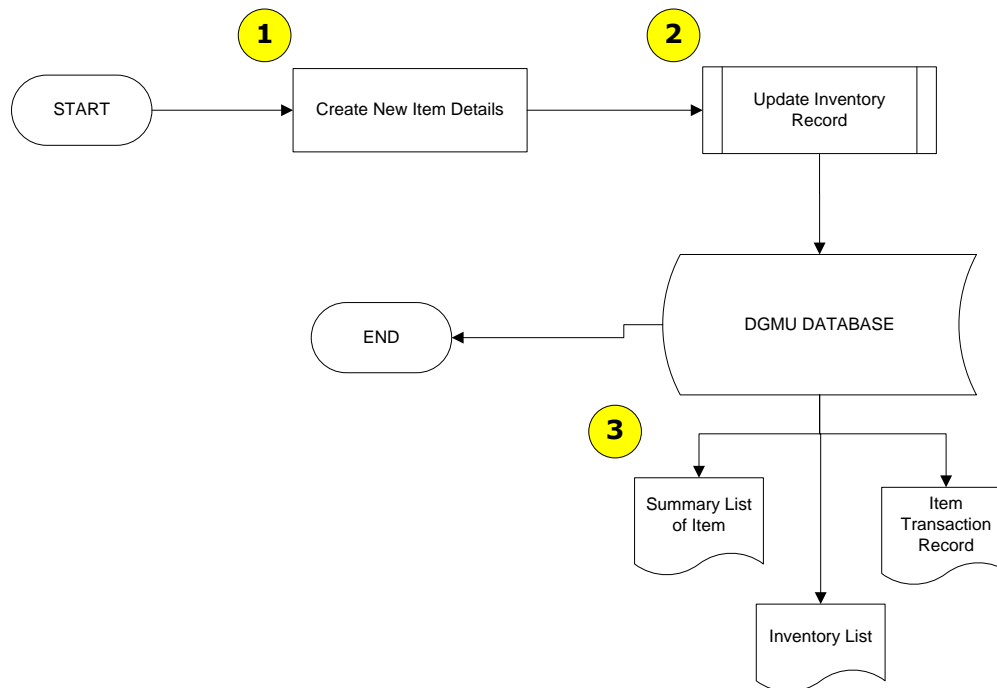 1
2
START
Create New Item Details
Update Inventory
Record
END
DGMU DATABASE
3
Summary List
of Item
Item
Transaction
Record
Inventory List